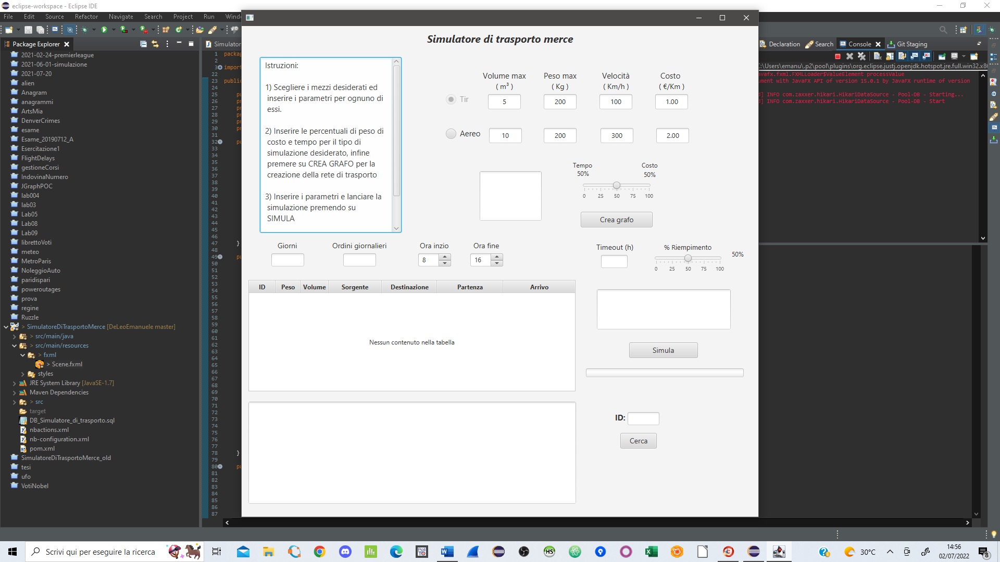 eclipse-workspace - Eclipse IDE
File Edit Source Refactor Navigate Search Project Run Windo
Package Explorer
2021-02-24-premierleague
2021-06-01-simulazione
2021-07-20
alien
Anagram
anagrammi
ArtsMia
DenverCrimes
esame
Esame_20190712_A
Esercitazione1
FlightDelays
gestioneCorsi
IndovinaNumero
JGraphPOC
lab004
lab03
Lab05
Lab08
Lab09
librettoVoti
meteo
MetroParis
NoleggioAuto
paridispari
poweroutages
prova
regine
Ruzzle
> SimulatoreDiTrasportoMerce [DeLeoEmanuele master]
> src/main/java
> src/main/resources
> fxml
> Scene.fxml
styles
JRE System Library [JavaSE-1.7]
Maven Dependencies
> src
target
DB_Simulatore_di_trasporto.sql
nbactions.xml
nb-configuration.xml
pom.xml
SimulatoreDiTrasportoMerce_old
tesi
ufo
VotiNobel
Simulator
1 packag
2
3 import
22
23 public
24
25 pu
26 pr
27 pr
28 pr
29 pr
30 pr
31
32 pu
33
34
35
36
37
38
39
40
41
42
43
44
45
46
47 }
48
49 pu
50
51
52
53
54
55
56
57
58
59
60
61
62
63
64
65
66
67
68
69
70
71
72
73
74
75
76
77
78 }
79
80 pu
81
82
83
84
85
86
87
Simulatore di trasporto merce
Istruzioni:
1) Scegliere i mezzi desiderati ed
inserire i parametri per ognuno di
essi.
2) Inserire le percentuali di peso di
costo e tempo per il tipo di
simulazione desiderato, infine
premere su CREA GRAFO per la
creazione della rete di trasporto
3) Inserire i parametri e lanciare la
simulazione premendo su
SIMULA
Volume max Peso max Velocità Costo
( m³ ) ( Kg ) ( Km/h ) ( €/Km )
Tir 5 200 100 1.00
Aereo 10 200 300 2.00
Tempo Costo
50% 50%
0 25 50 75 100
Crea grafo
Giorni Ordini giornalieri Ora inzio Ora fine Timeout (h) % Riempimento
8 16 50%
0 25 50 75 100
ID Peso Volume Sorgente Destinazione Partenza Arrivo
Nessun contenuto nella tabella
Simula
ID:
Cerca
Declaration Search Console Git Staging
C:\Users\emanu\.p2\pool\plugins\org.eclipse.justj.openjdk.hotspot.jre.full.win32.x8
avafx.fxml.FXMLLoader$ValueElement processValue
ument with JavaFX API of version 15.0.1 by JavaFX runtime of version
d] INFO com.zaxxer.hikari.HikariDataSource - Pool-DB - Starting...
d] INFO com.zaxxer.hikari.HikariDataSource - Pool-DB - Start
Scrivi qui per eseguire la ricerca
Poli
TO
HS
30°C
14:56
02/07/2022
8